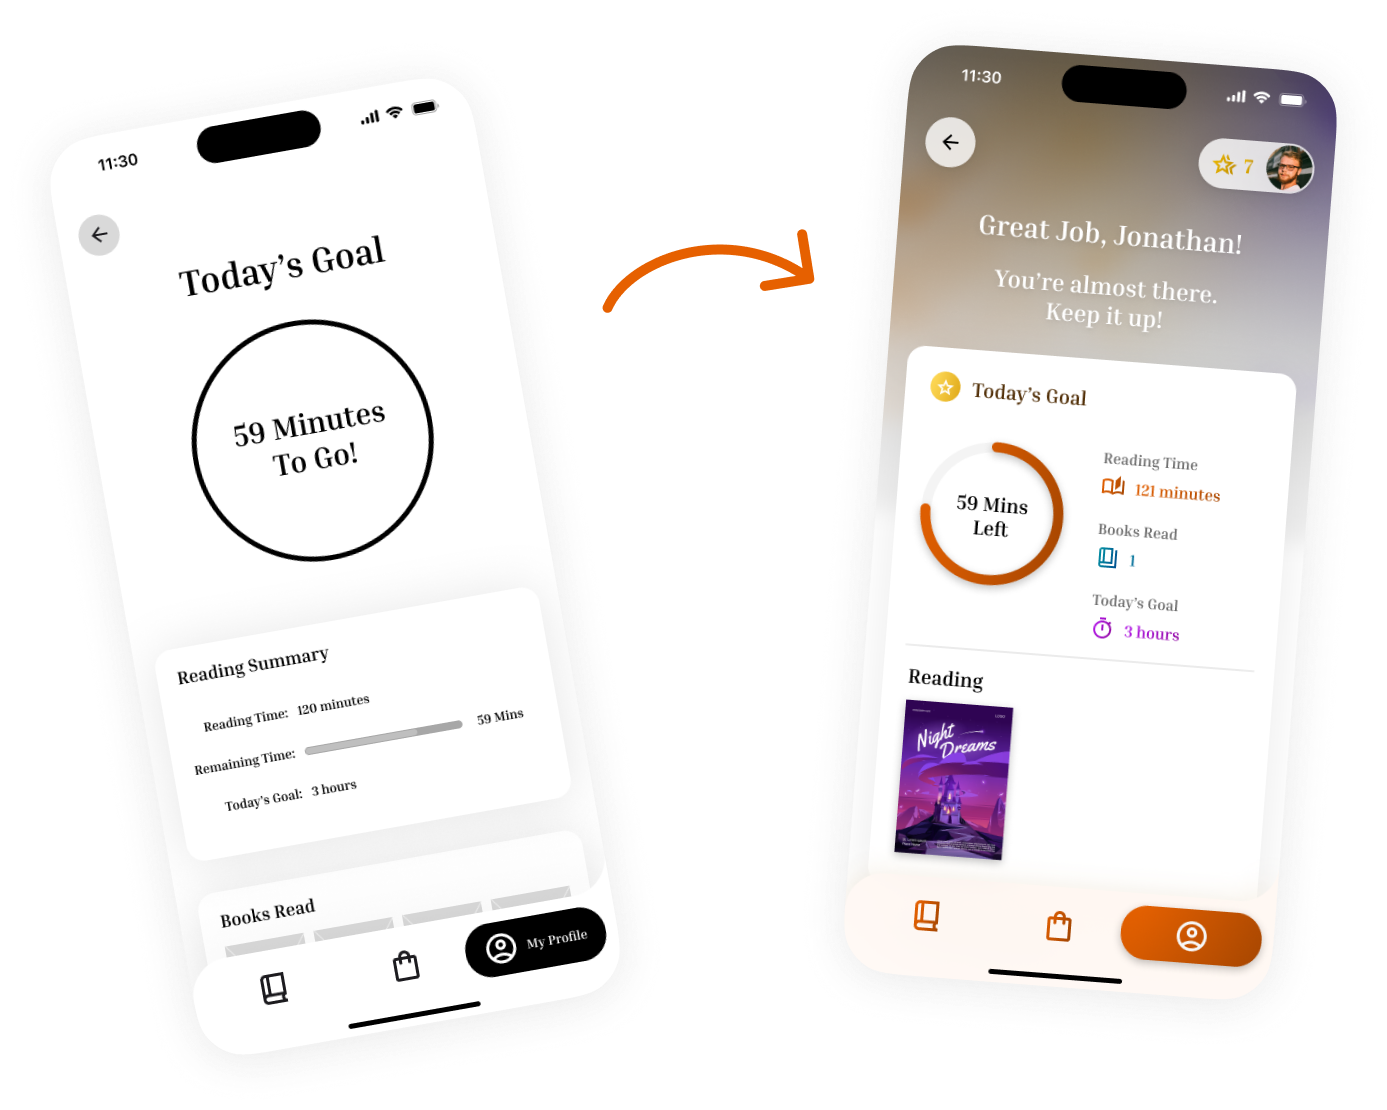 11:30
Today's Goal
59 Minutes
To Go!
Reading Summary
Reading Time: 120 minutes
Remaining Time: 59 Mins
Today's Goal: 3 hours
Books Read
My Profile
11:30
7
Great Job, Jonathan!
You're almost there.
Keep it up!
Today's Goal
59 Mins
Left
Reading Time
121 minutes
Books Read
1
Today's Goal
3 hours
Reading
Night
Dreams